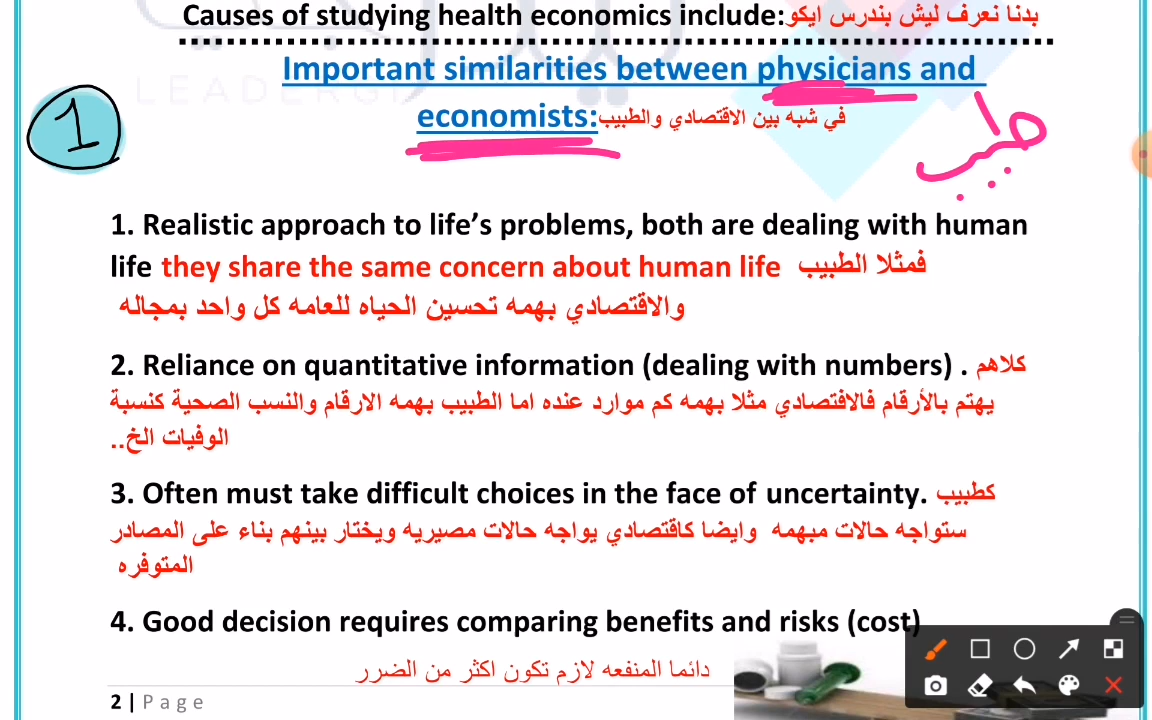 Causes of studying health economics include:بدنا نعرف ليش بندرس ايكو
Important similarities between physicians and
economists:في شبه بين الاقتصادي والطبيب
1
طبيب
LEADER
1. Realistic approach to life’s problems, both are dealing with human
life they share the same concern about human life فمثلا الطبيب
والاقتصادي بهمه تحسين الحياه للعامه كل واحد بمجاله
2. Reliance on quantitative information (dealing with numbers) . كلاهم
يهتم بالأرقام فالافتصادي مثلا بهمه كم موارد عنده اما الطبيب بهمه الارقام والنسب الصحية كنسبة
الوفيات الخ..
3. Often must take difficult choices in the face of uncertainty. كطبيب
ستواجه حالات مبهمه وايضا كاقتصادي يواجه حالات مصيريه ويختار بينهم بناء على المصادر
المتوفره
4. Good decision requires comparing benefits and risks (cost)
دائما المنفعه لازم تكون اكثر من الضرر
2 | Page